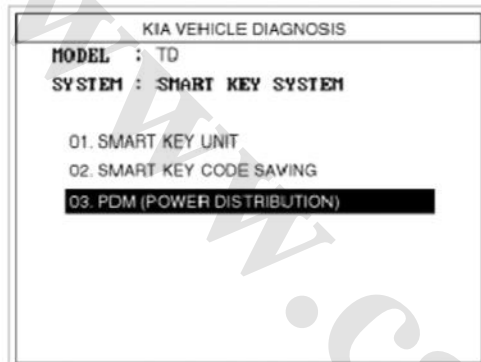 KIA VEHICLE DIAGNOSIS
MODEL : TD
SYSTEM : SMART KEY SYSTEM
01. SMART KEY UNIT
02. SMART KEY CODE SAVING
03. PDM (POWER DISTRIBUTION)
WW.C